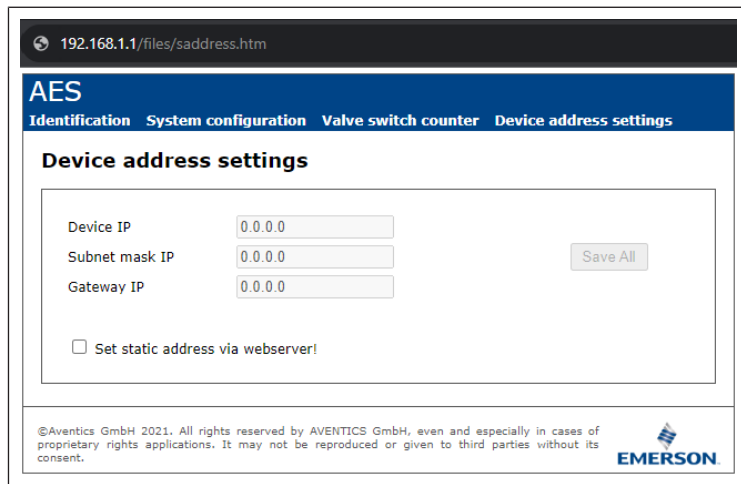 192.168.1.1/files/saddress.htm
AES
Identification System configuration Valve switch counter Device address settings
Device address settings
Device IP 0.0.0.0
Subnet mask IP 0.0.0.0 Save All
Gateway IP 0.0.0.0
Set static address via webserver!
©Aventics GmbH 2021. All rights reserved by AVENTICS GmbH, even and especially in cases of
proprietary rights applications. It may not be reproduced or given to third parties without its
consent.
EMERSON